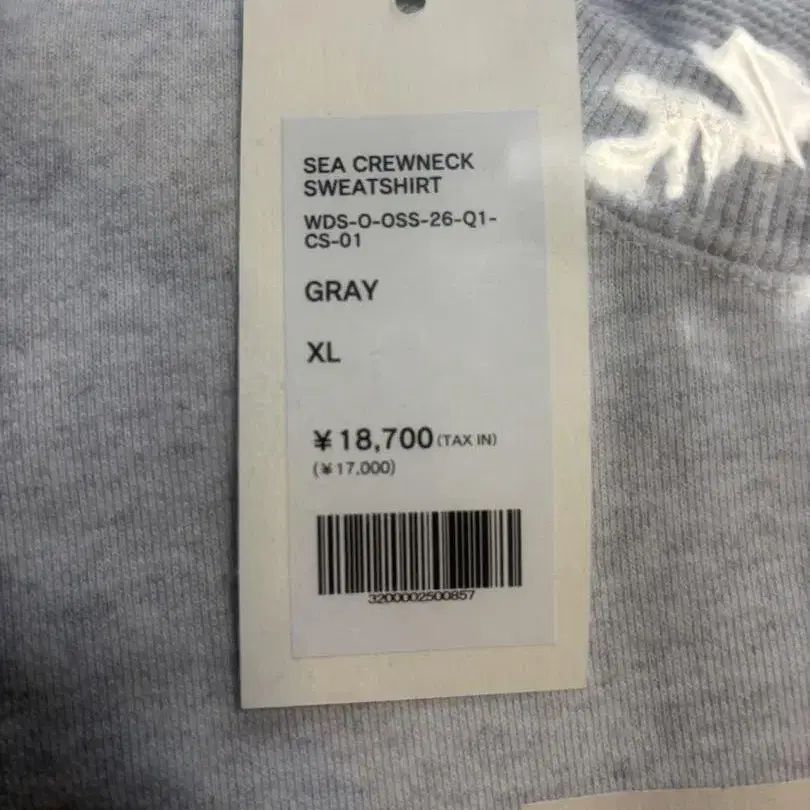 SEA CREWNECK
SWEATSHIRT
WDS-O-OSS-26-Q1-
CS-01
GRAY
XL
¥18,700(TAX IN)
(¥17,000)
3200002500857